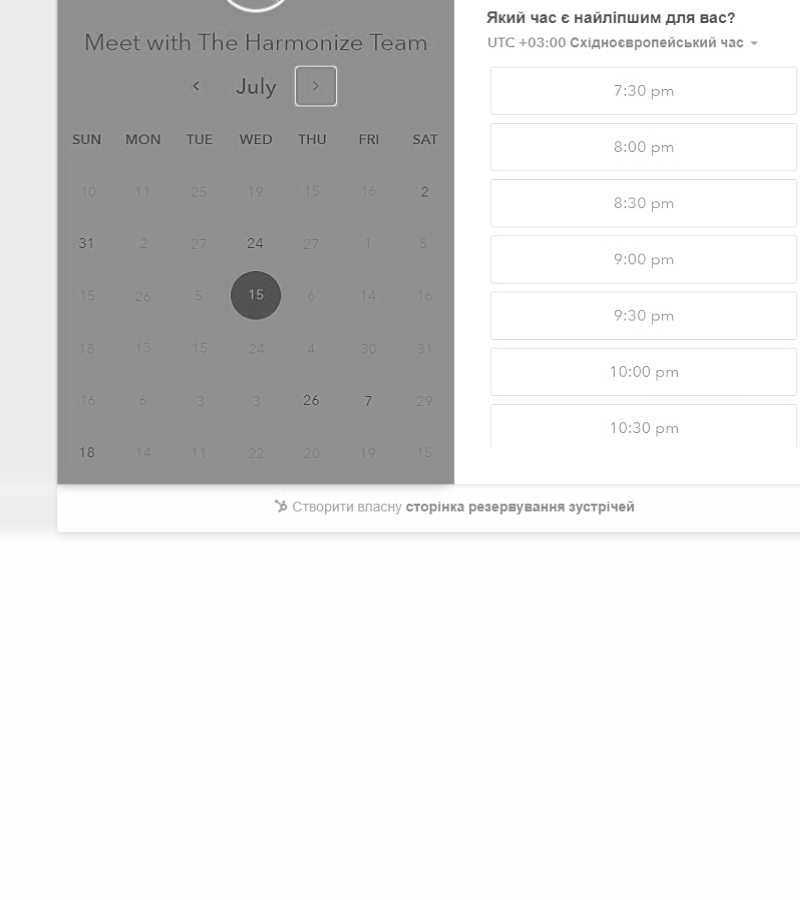 Meet with The Harmonize Team
July
SUN MON TUE WED THU FRI SAT
10 11 25 19 15 16 2
31 2 27 24 27 1 5
15 26 5 15 6 14 16
18 13 15 24 4 30 31
16 6 3 3 26 7 29
18 14 11 22 20 19 15
Який час є найліпшим для вас?
UTC +03:00 Східноєвропейський час
7:30 pm
8:00 pm
8:30 pm
9:00 pm
9:30 pm
10:00 pm
10:30 pm
Створити власну сторінка резервування зустрічей